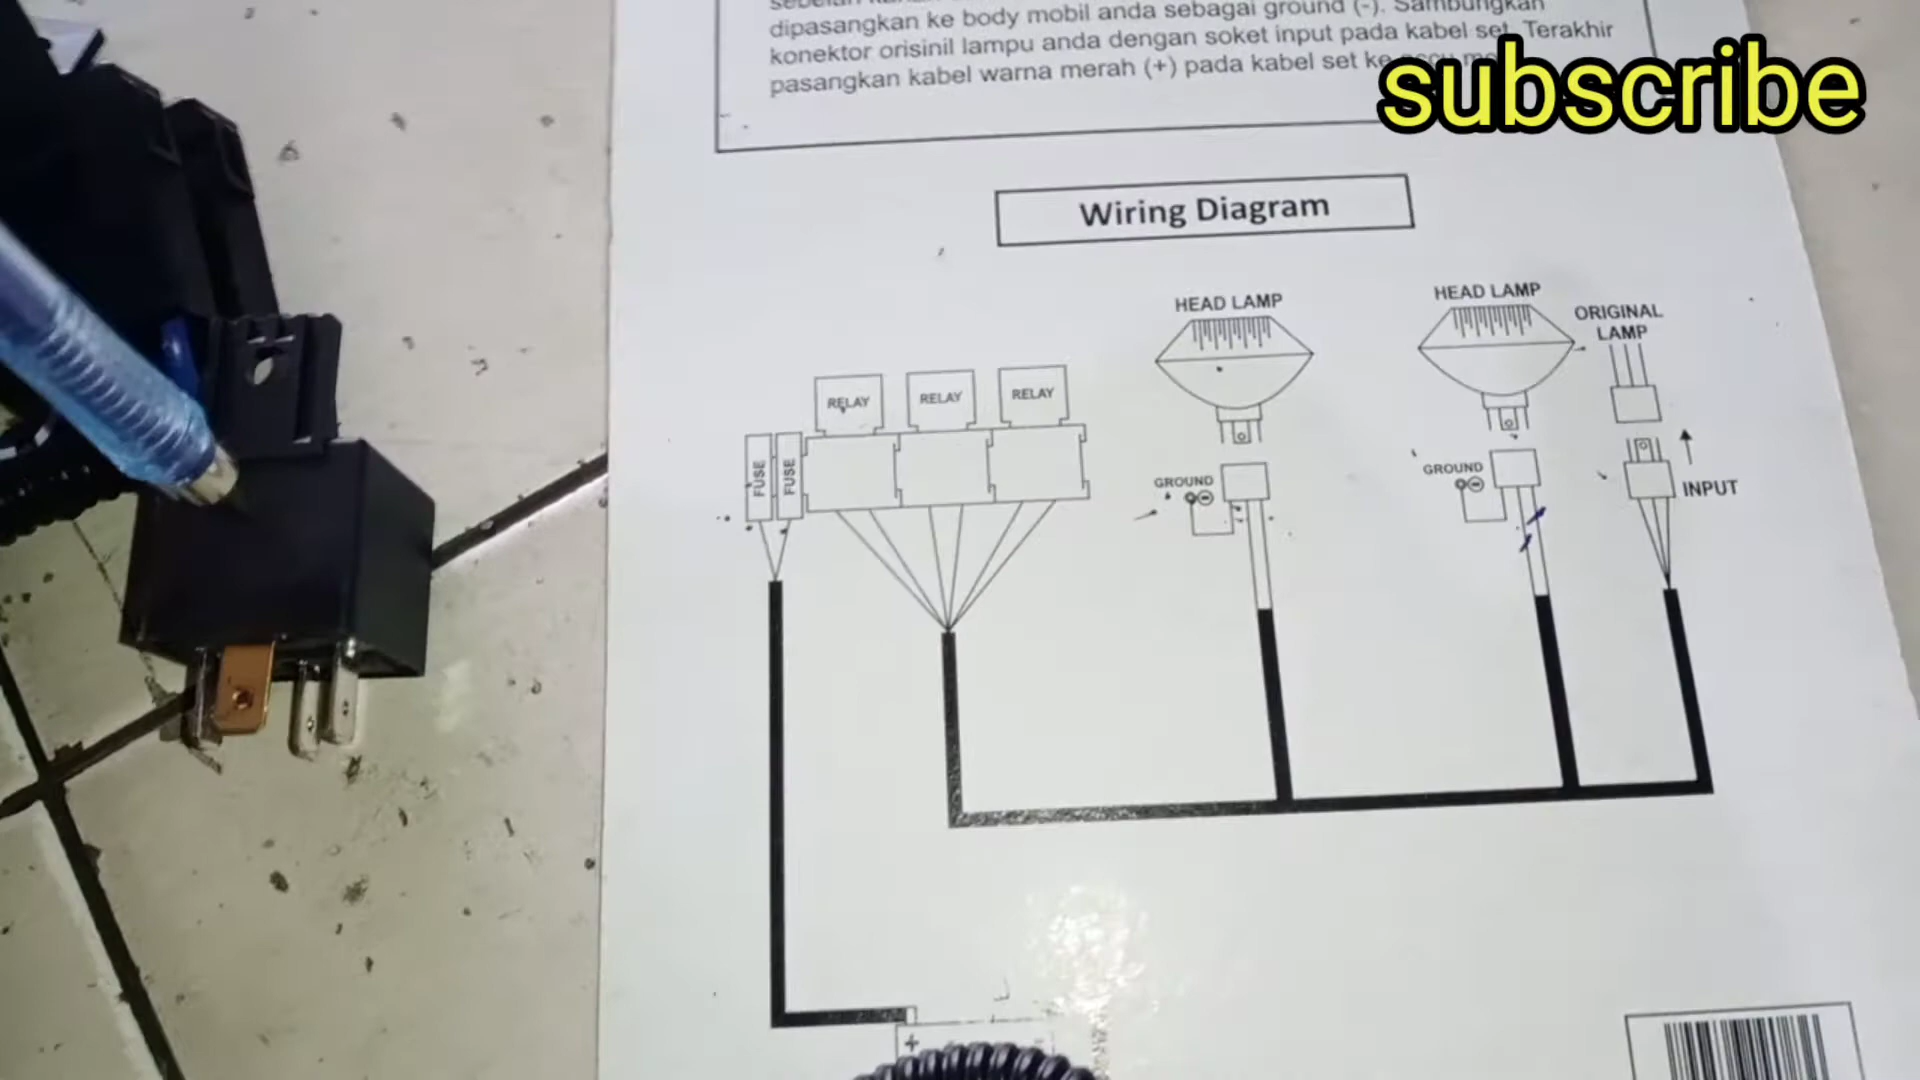 dipasangkan ke body mobil anda sebagai ground (-). Sambungkan
konektor orisinil lampu anda dengan soket input pada kabel set. Terakhir
pasangkan kabel warna merah (+) pada kabel set ke
subscribe
Wiring Diagram
HEAD LAMP
HEAD LAMP
ORIGINAL
LAMP
RELAY
RELAY
RELAY
FUSE
FUSE
GROUND
GROUND
INPUT
+